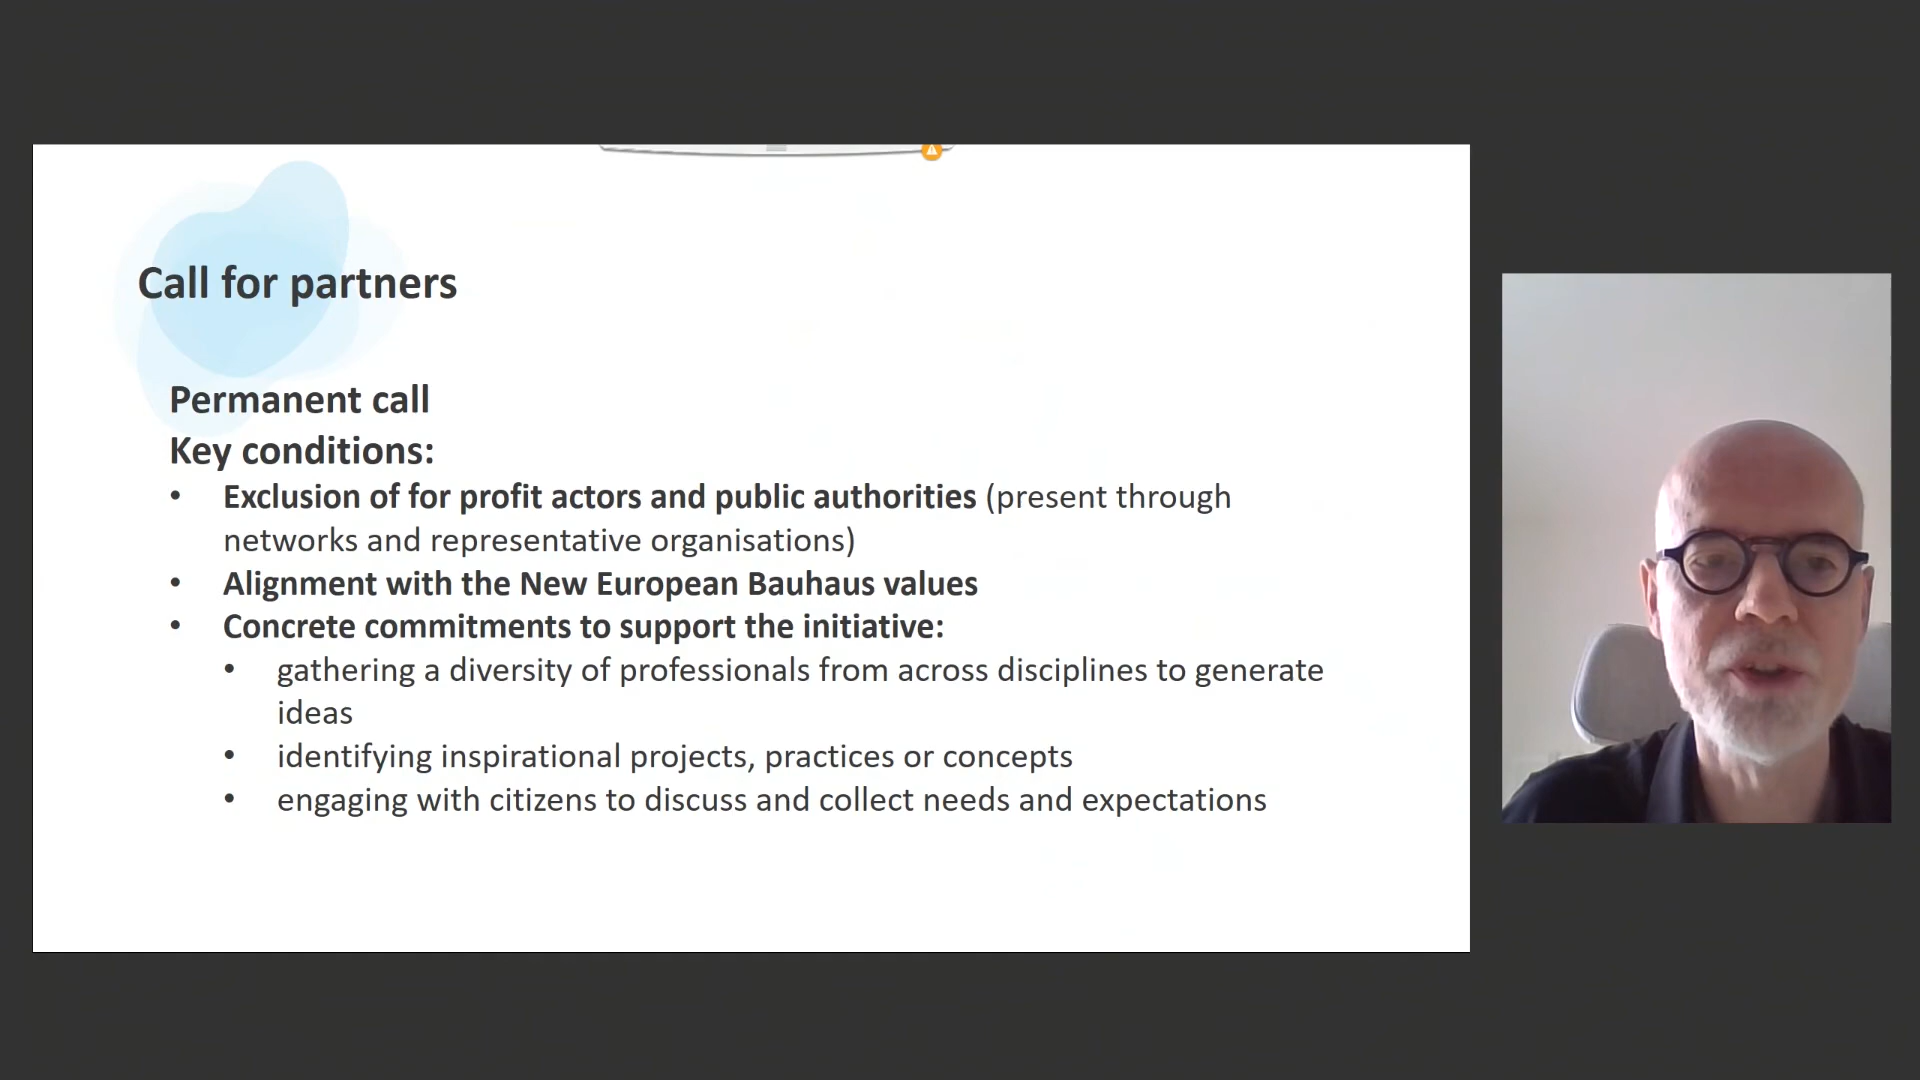 Call for partners
Permanent call
Key conditions:
• Exclusion of for profit actors and public authorities (present through
networks and representative organisations)
• Alignment with the New European Bauhaus values
• Concrete commitments to support the initiative:
• gathering a diversity of professionals from across disciplines to generate
ideas
• identifying inspirational projects, practices or concepts
• engaging with citizens to discuss and collect needs and expectations